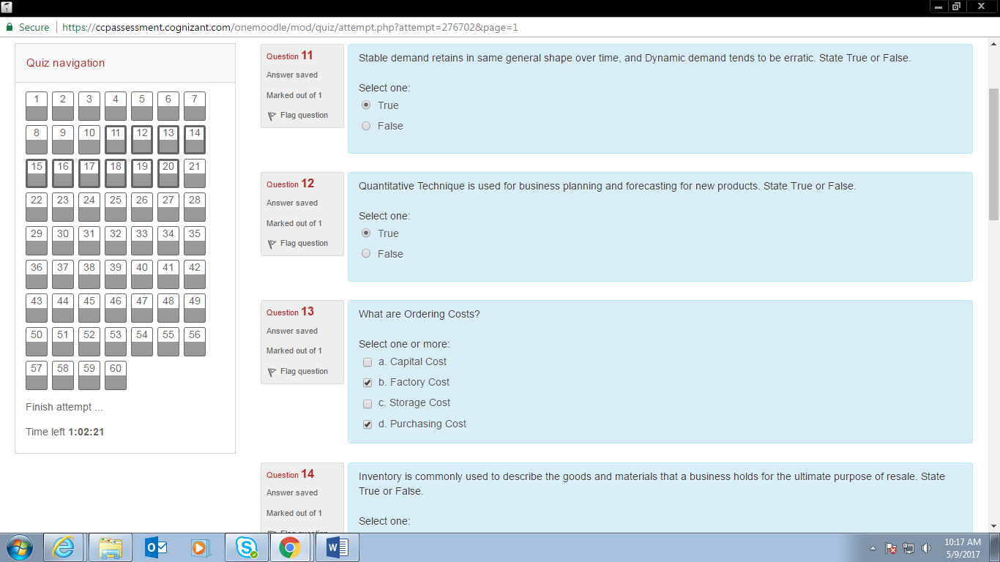 Secure https://ccpassessment.cognizant.com/onemoodle/mod/quiz/attempt.php?attempt=276702&page=1
Quiz navigation
1 2 3 4 5 6 7
8 9 10 11 12 13 14
15 16 17 18 19 20 21
22 23 24 25 26 27 28
29 30 31 32 33 34 35
36 37 38 39 40 41 42
43 44 45 46 47 48 49
50 51 52 53 54 55 56
57 58 59 60
Finish attempt ...
Time left 1:02:21
Question 11
Answer saved
Marked out of 1
Flag question
Stable demand retains in same general shape over time, and Dynamic demand tends to be erratic. State True or False.
Select one:
True
False
Question 12
Answer saved
Marked out of 1
Flag question
Quantitative Technique is used for business planning and forecasting for new products. State True or False.
Select one:
True
False
Question 13
Answer saved
Marked out of 1
Flag question
What are Ordering Costs?
Select one or more:
a. Capital Cost
b. Factory Cost
c. Storage Cost
d. Purchasing Cost
Question 14
Answer saved
Marked out of 1
Flag question
Inventory is commonly used to describe the goods and materials that a business holds for the ultimate purpose of resale. State
True or False.
Select one:
10:17 AM
5/9/2017